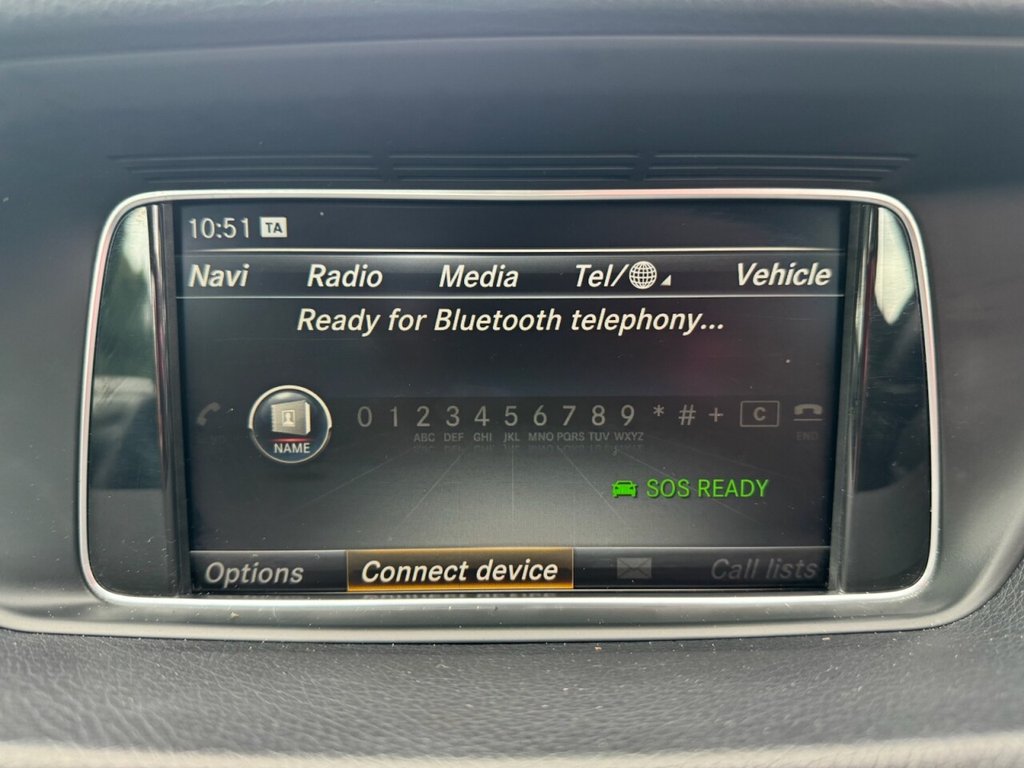 10:51 TA
Navi Radio Media Tel/ Vehicle
Ready for Bluetooth telephony...
NAME 0 1 2 3 4 5 6 7 8 9 * # + C
ABC DEF GHI JKL MNO PQRS TUV WXYZ END
SOS READY
Options Connect device Call lists